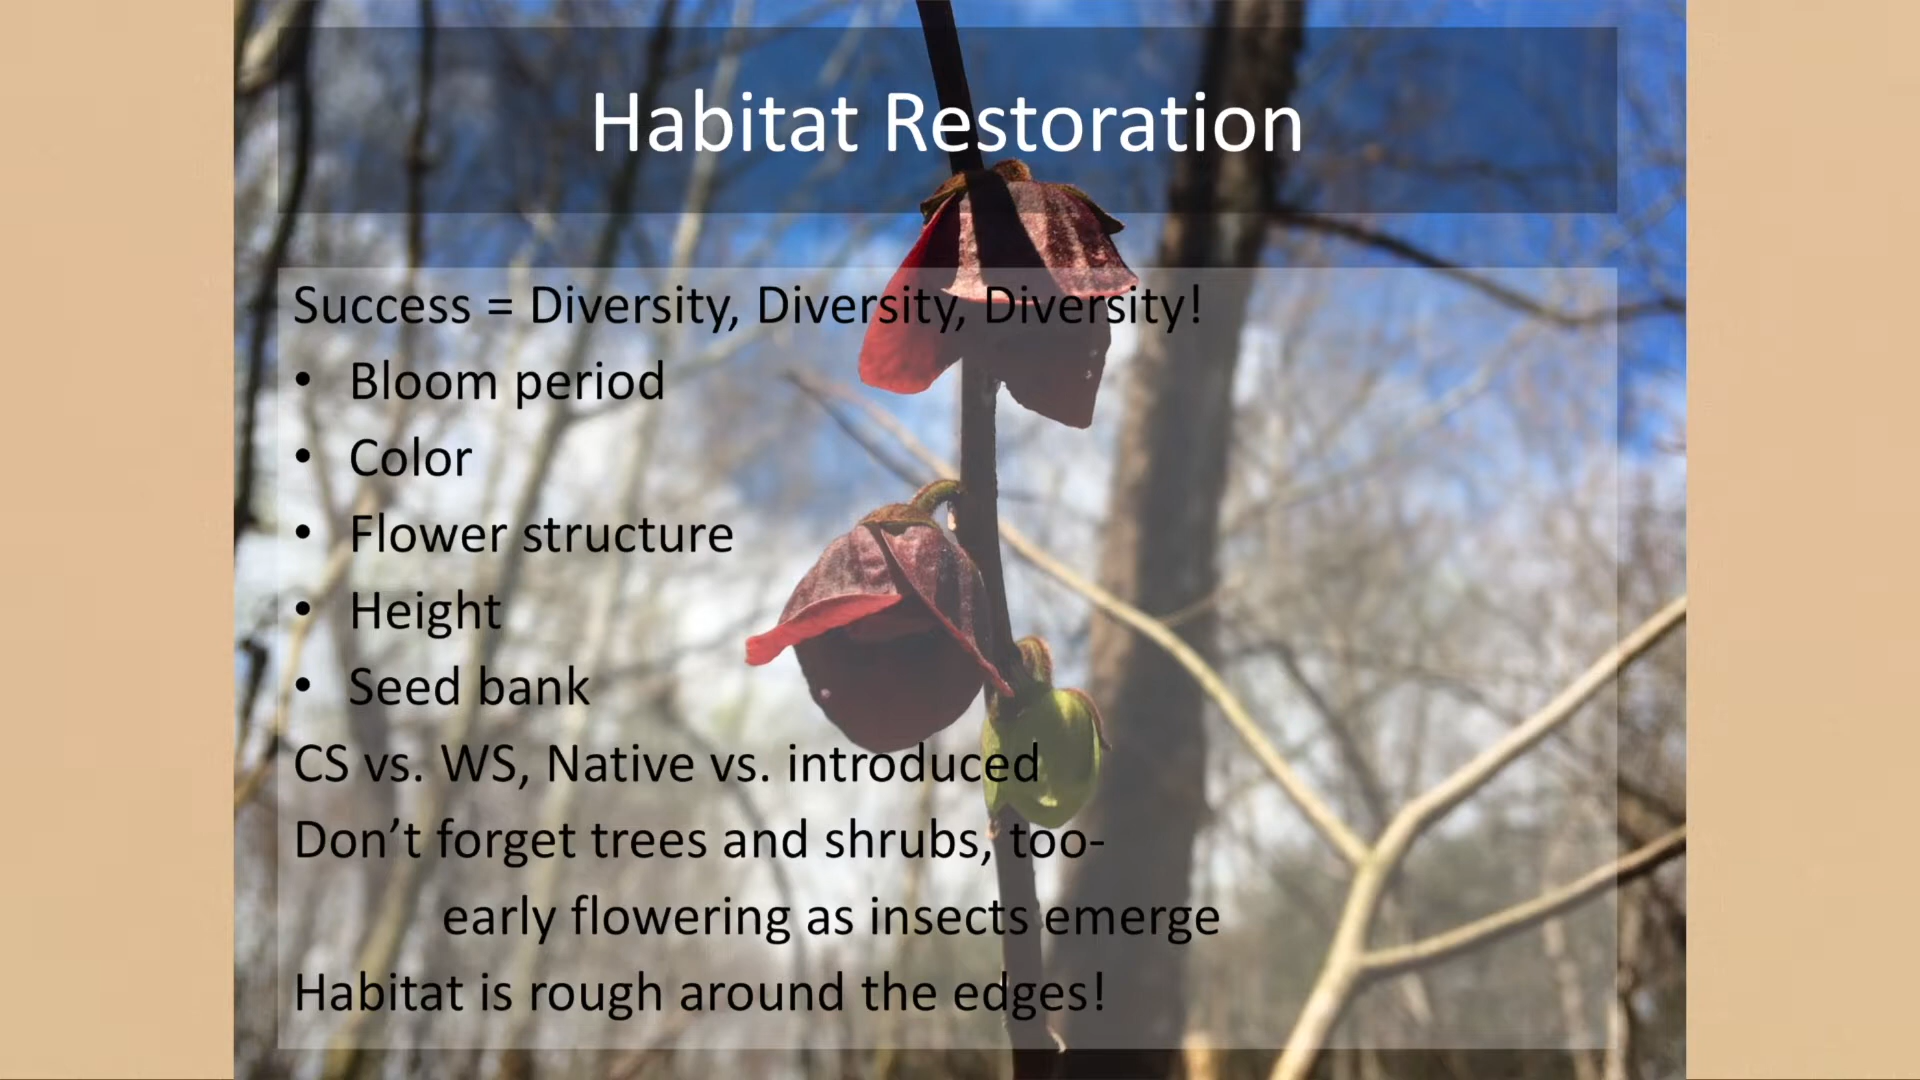 Habitat Restoration
Success = Diversity, Diversity, Diversity!
• Bloom period
• Color
• Flower structure
• Height
• Seed bank
CS vs. WS, Native vs. introduced
Don’t forget trees and shrubs, too-
early flowering as insects emerge
Habitat is rough around the edges!